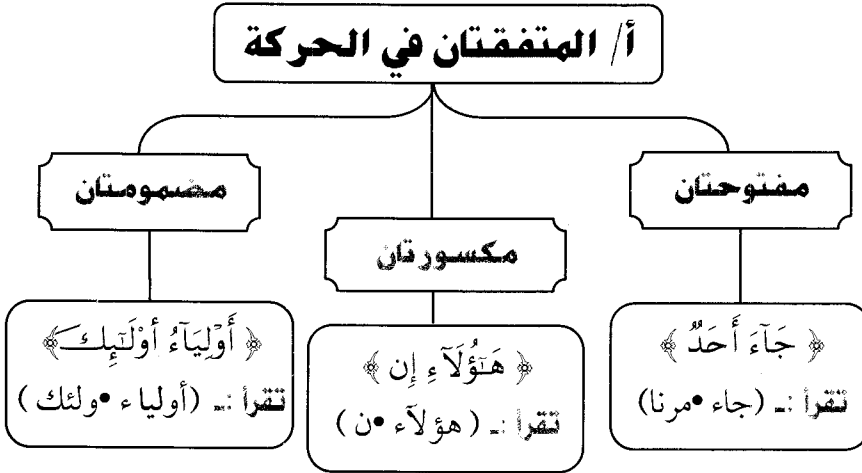 أ/ المتفقتان في الحركة
مفتوحتان
مكسورتان
مضمومتان
﴿ جَآءَ أَحَدٌ ﴾
تقرأ :ـ (جاء •مرنا)
﴿ هَٰٓؤُلَآءِ إِن ﴾
تقرأ :ـ (هؤلآء •ن )
﴿ أَوْلِيَآءُ أُوْلَٰٓئِكَ ﴾
تقرأ :ـ (أولياء •ولئك )